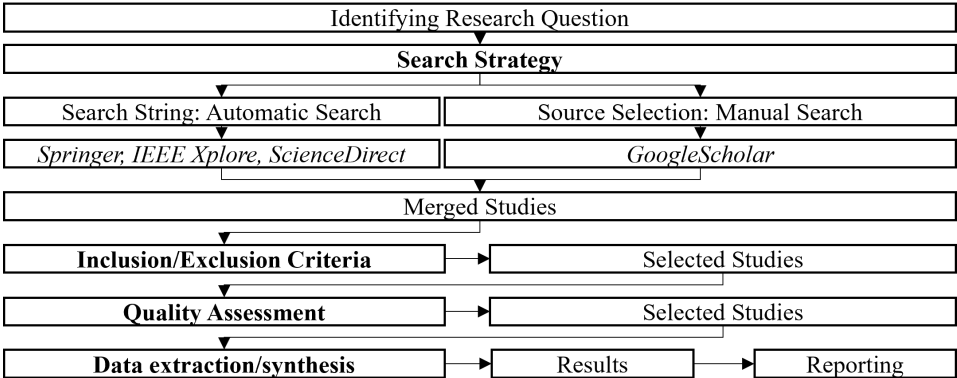 Identifying Research Question
Search Strategy
Search String: Automatic Search
Source Selection: Manual Search
Springer, IEEE Xplore, ScienceDirect
GoogleScholar
Merged Studies
Inclusion/Exclusion Criteria
Selected Studies
Quality Assessment
Selected Studies
Data extraction/synthesis
Results
Reporting